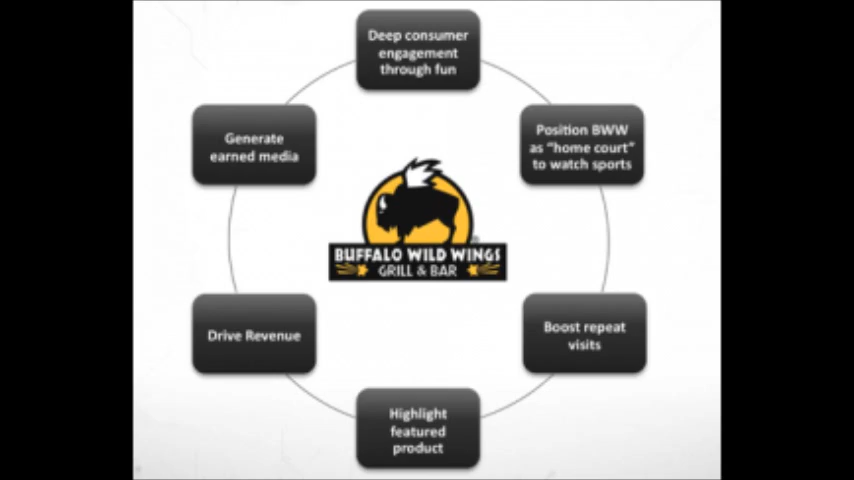 Deep consumer
engagement
through fun
Position BWW
as "home court"
to watch sports
Boost repeat
visits
Highlight
featured
product
Drive Revenue
Generate
earned media
BUFFALO WILD WINGS
GRILL & BAR